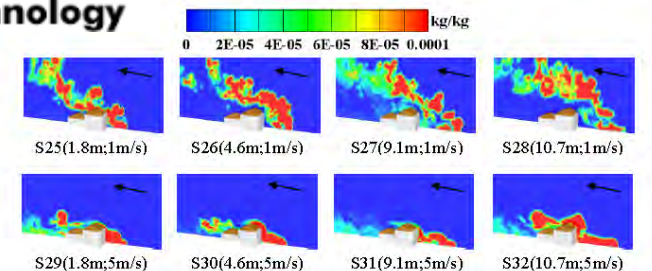 nology
kg/kg
0 2E-05 4E-05 6E-05 8E-05 0.0001
S25(1.8m;1m/s) S26(4.6m;1m/s) S27(9.1m;1m/s) S28(10.7m;1m/s)
S29(1.8m;5m/s) S30(4.6m;5m/s) S31(9.1m;5m/s) S32(10.7m;5m/s)